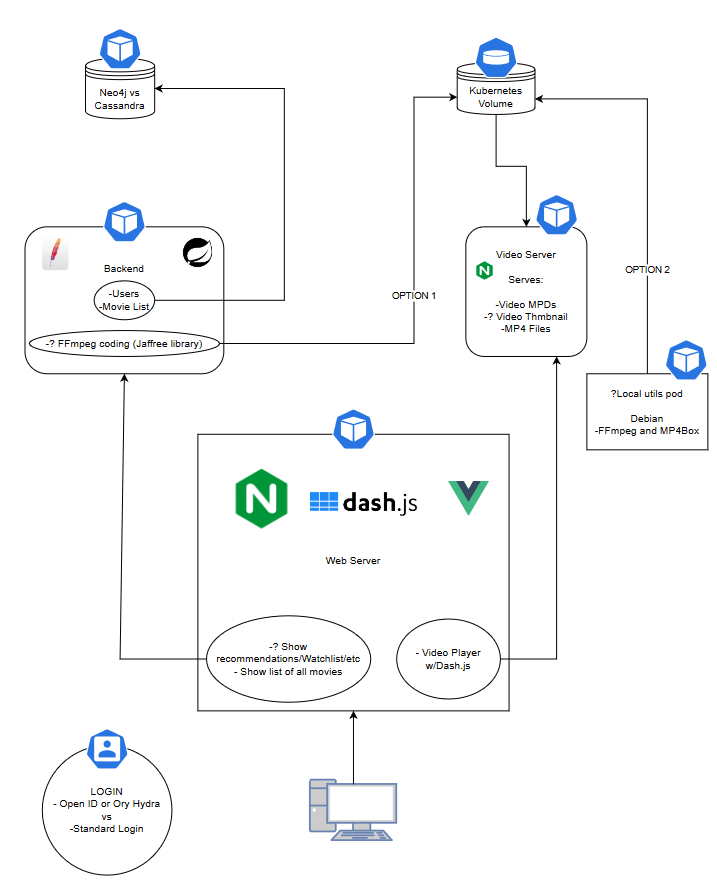 Neo4j vs
Cassandra
Kubernetes
Volume
Backend
-Users
-Movie List
-? FFmpeg coding (Jaffree library)
OPTION 1
Video Server
Serves:
-Video MPDs
-? Video Thmbnail
-MP4 Files
OPTION 2
?Local utils pod
Debian
-FFmpeg and MP4Box
N
dash.js
Web Server
-? Show
recommendations/Watchlist/etc
- Show list of all movies
- Video Player
w/Dash.js
LOGIN
- Open ID or Ory Hydra
vs
-Standard Login